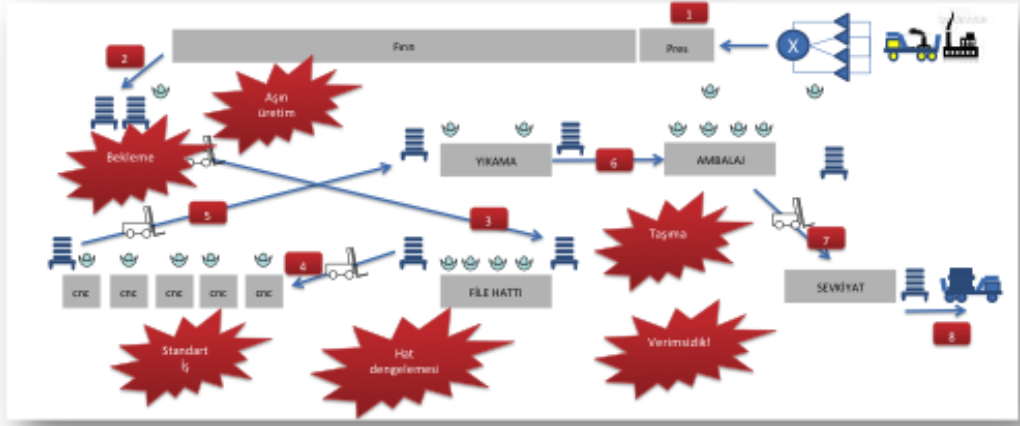 1
Fırın
Pres
X
2
Aşırı
üretim
Bekleme
YIKAMA
6
AMBALAJ
5
3
Taşıma
7
4
cnc
cnc
cnc
cnc
cnc
FİLE HATTI
SEVKİYAT
8
Standart
İş
Hat
dengelemesi
Verimsizlik!